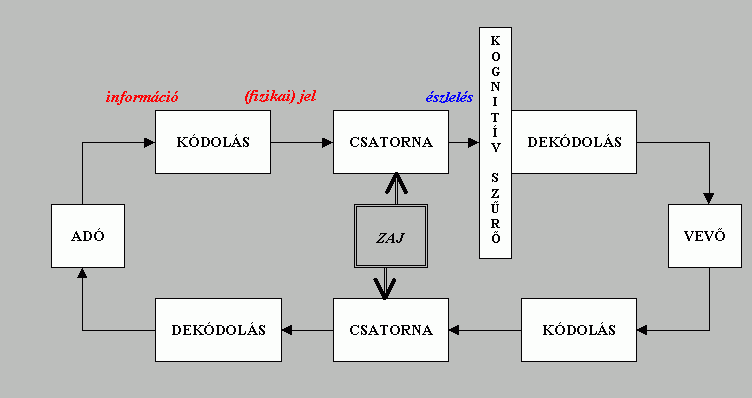 információ
(fizikai) jel
észlelés
KOGNITÍV SZŰRŐ
KÓDOLÁS
CSATORNA
DEKÓDOLÁS
ADÓ
ZAJ
VEVŐ
DEKÓDOLÁS
CSATORNA
KÓDOLÁS